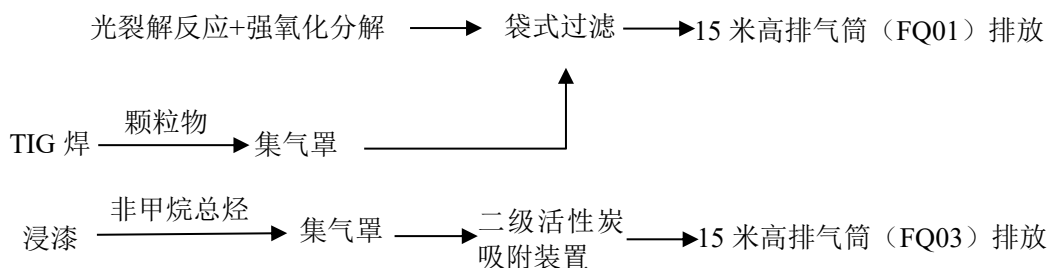 光裂解反应+强氧化分解
袋式过滤
15 米高排气筒（FQ01）排放
颗粒物
TIG 焊
集气罩
非甲烷总烃
浸漆
集气罩
二级活性炭
吸附装置
15 米高排气筒（FQ03）排放